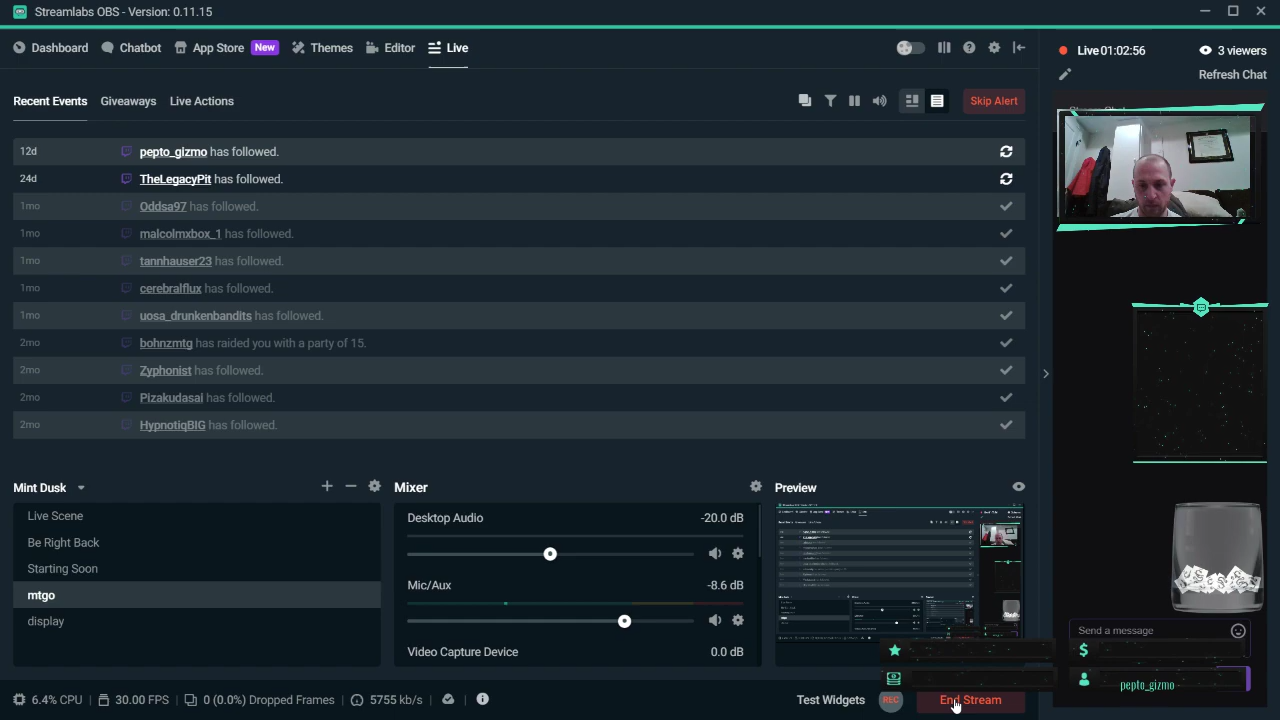 Streamlabs OBS - Version: 0.11.15
Dashboard Chatbot App Store New Themes Editor Live
Live 01:02:56 3 viewers
Refresh Chat
Recent Events Giveaways Live Actions Skip Alert
12d pepto_gizmo has followed.
24d TheLegacyPit has followed.
1mo Oddsa97 has followed.
1mo malcolmxbox_1 has followed.
1mo tannhauser23 has followed.
1mo cerebralflux has followed.
1mo uosa_drunkenbandits has followed.
2mo bohnzmtg has raided you with a party of 15.
2mo Zyphonist has followed.
2mo Pizakudasai has followed.
2mo HypnotiqBIG has followed.
Mint Dusk
Live Scene
Be Right Back
Starting Soon
mtgo
display
Mixer
Desktop Audio -20.0 dB
Mic/Aux -8.6 dB
Video Capture Device 0.0 dB
Preview
Send a message
$
pepto_gizmo
6.4% CPU 30.00 FPS 0 (0.0%) Dropped Frames 5755 kb/s
Test Widgets REC End Stream